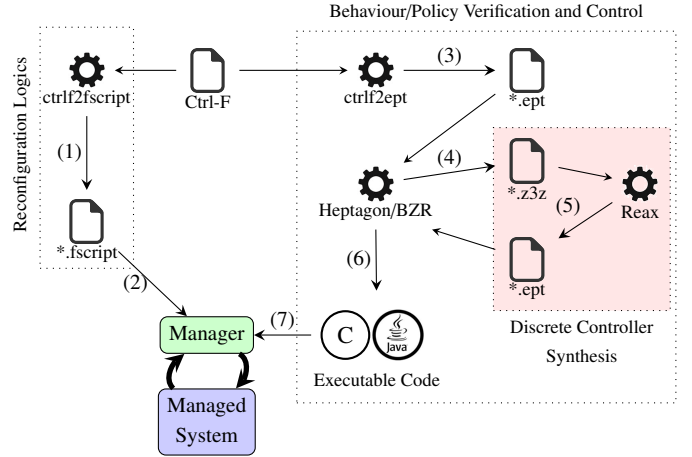 Behaviour/Policy Verification and Control
Reconfiguration Logics
ctrlf2fscript
Ctrl-F
ctrlf2ept
(3)
*.ept
(1)
(4)
*.z3z
Heptagon/BZR
(5)
Reax
*.fscript
(2)
(6)
*.ept
Manager
(7)
C
Java
Discrete Controller
Synthesis
Executable Code
Managed
System